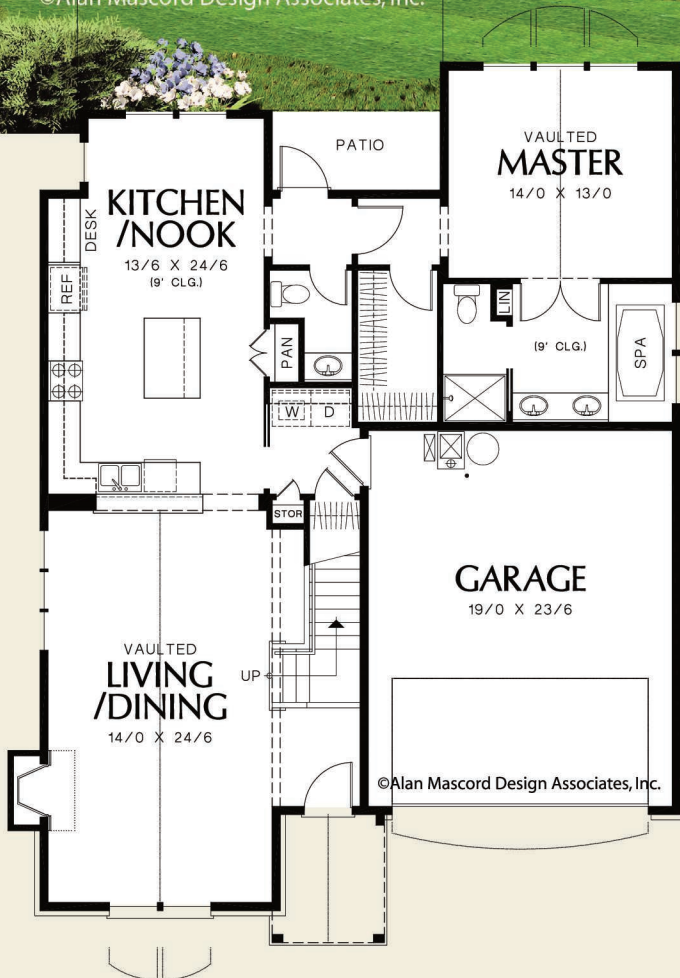 ©Alan Mascord Design Associates, Inc.
PATIO
VAULTED
MASTER
14/0 X 13/0
KITCHEN
/NOOK
13/6 X 24/6
(9' CLG.)
DESK
REF
PAN
LIN
(9' CLG.)
SPA
W D
STOR
GARAGE
19/0 X 23/6
UP
VAULTED
LIVING
/DINING
14/0 X 24/6
©Alan Mascord Design Associates, Inc.